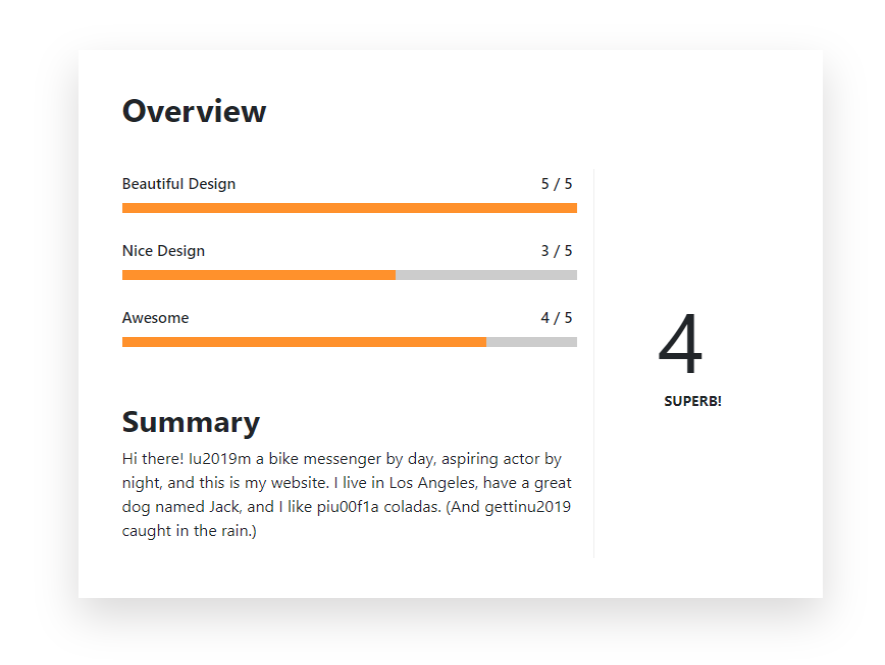 Overview
Beautiful Design 5 / 5
Nice Design 3 / 5
Awesome 4 / 5
4
SUPERB!
Summary
Hi there! Iu2019m a bike messenger by day, aspiring actor by
night, and this is my website. I live in Los Angeles, have a great
dog named Jack, and I like piu00f1a coladas. (And gettinu2019
caught in the rain.)